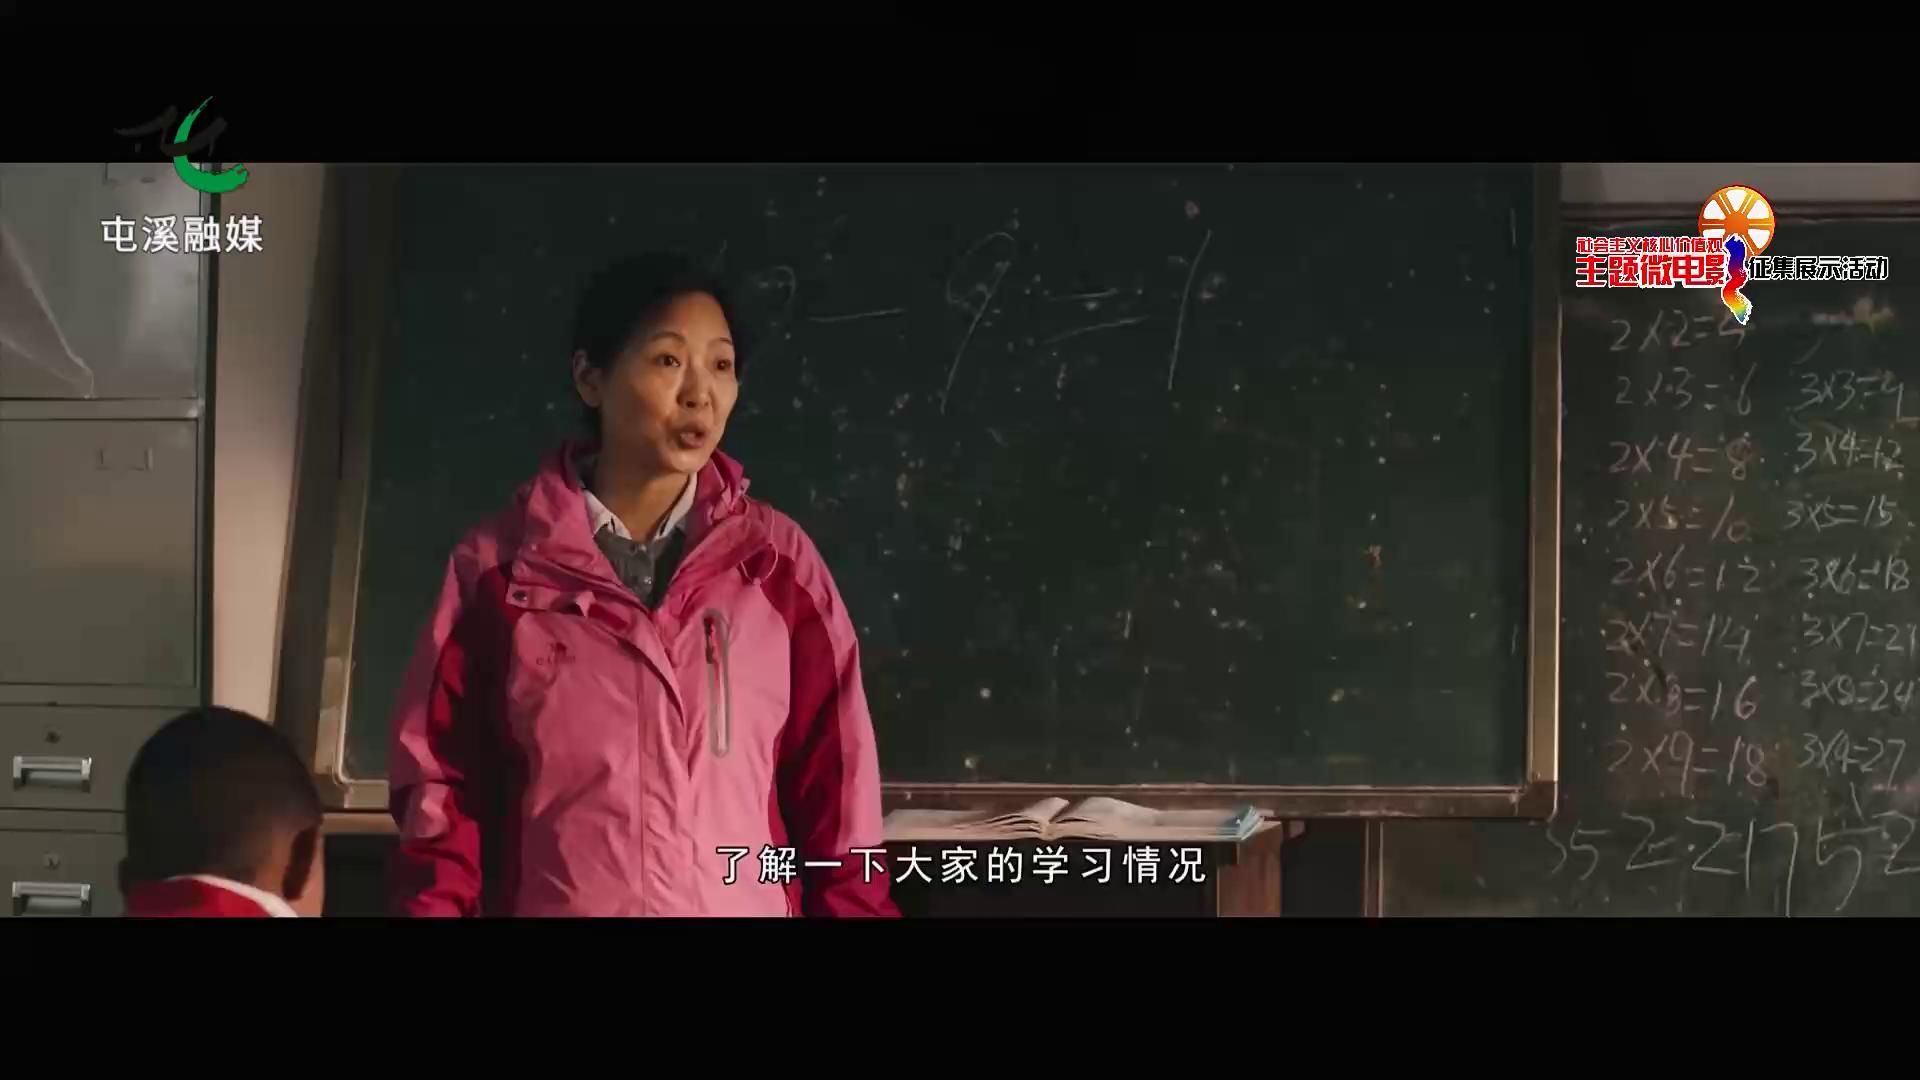 屯溪融媒
社会主义核心价值观
主题微电影 征集展示活动
- 9 = 1
2×2=4
2×3=6 3×3=9
2×4=8 3×4=12
2×5=10 3×5=15
2×6=12 3×6=18
2×7=14 3×7=21
2×8=16 3×8=24
2×9=18 3×9=27
了解一下大家的学习情况